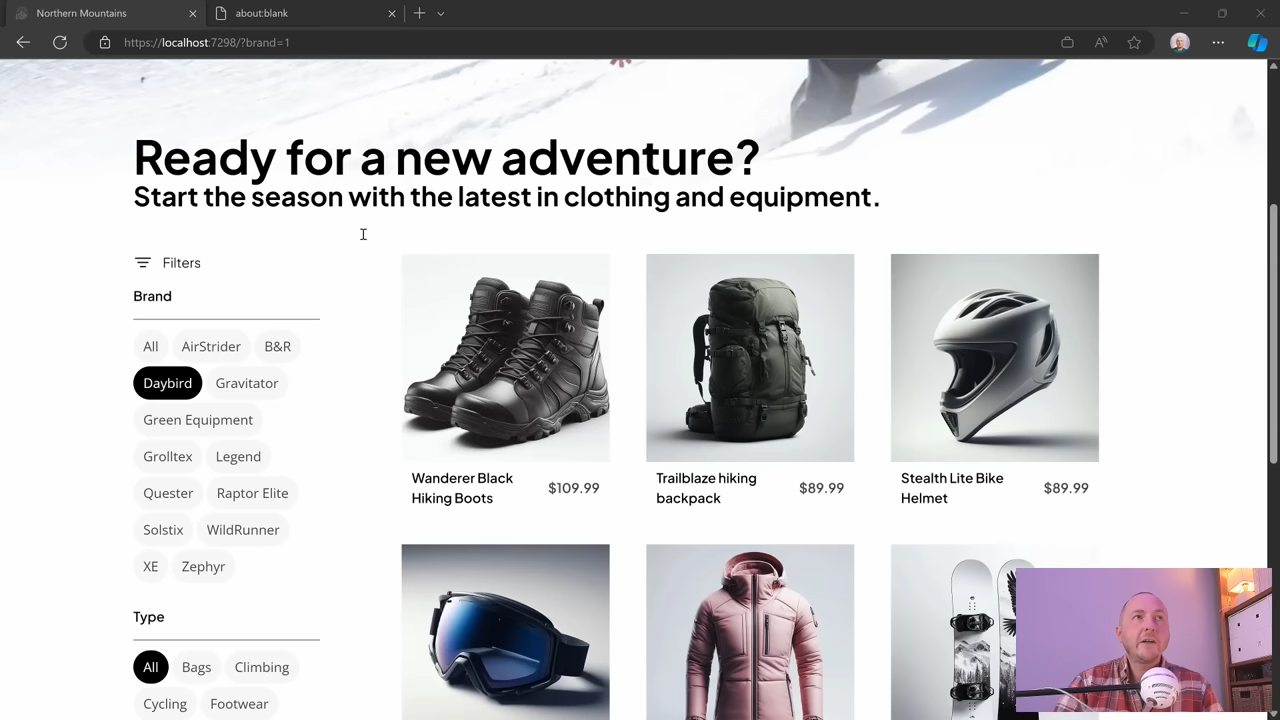 Northern Mountains
about:blank
https://localhost:7298/?brand=1
Ready for a new adventure?
Start the season with the latest in clothing and equipment.
Filters
Brand
All AirStrider B&R
Daybird Gravitator
Green Equipment
Grolltex Legend
Quester Raptor Elite
Solstix WildRunner
XE Zephyr
Type
All Bags Climbing
Cycling Footwear
Wanderer Black
Hiking Boots
$109.99
Trailblaze hiking
backpack
$89.99
Stealth Lite Bike
Helmet
$89.99